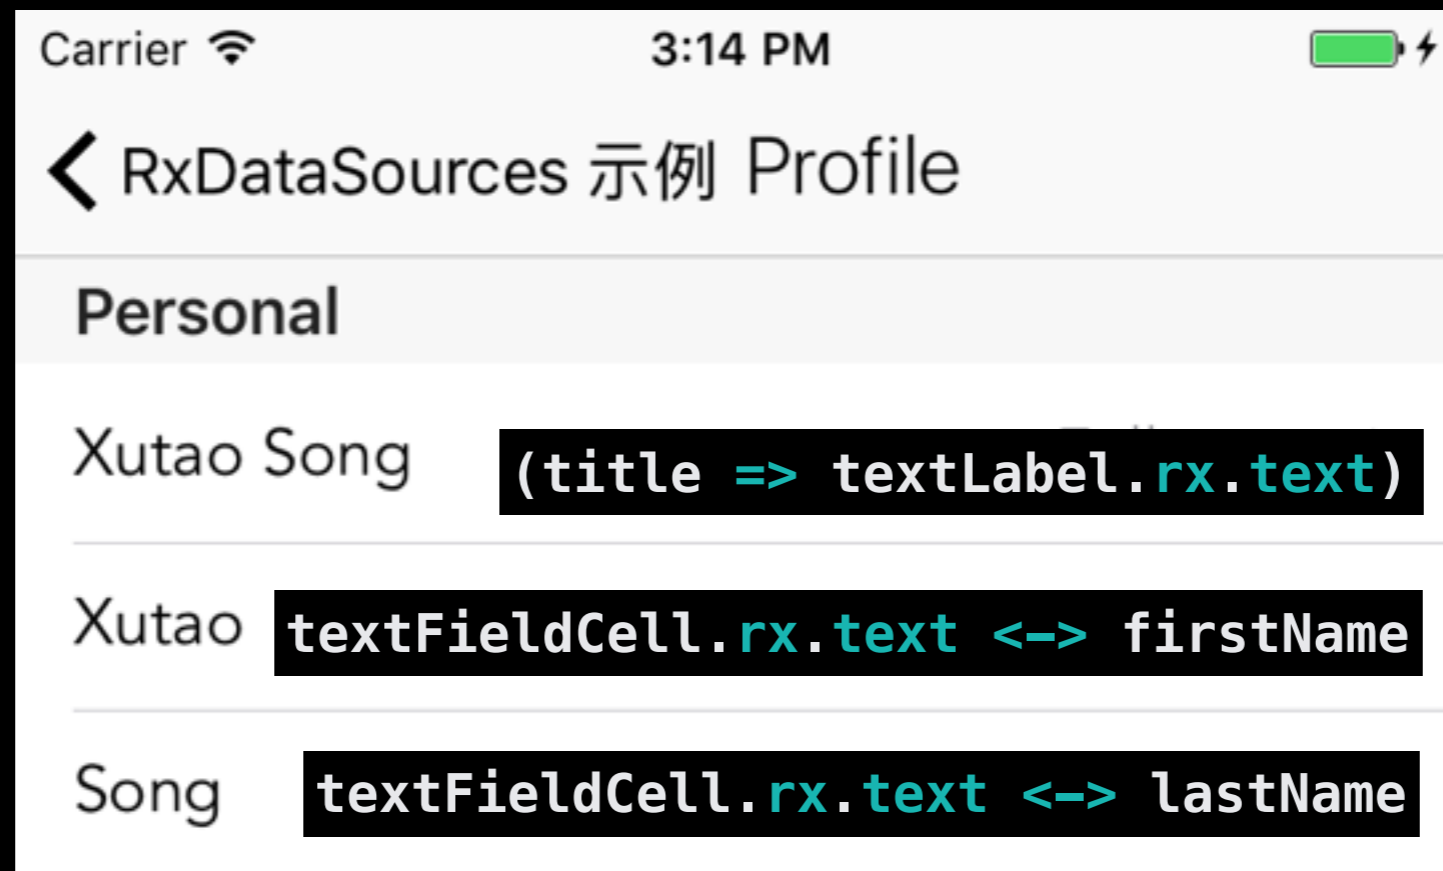 Carrier 3:14 PM
RxDataSources 示例 Profile
Personal
Xutao Song (title => textLabel.rx.text)
Xutao textFieldCell.rx.text <-> firstName
Song textFieldCell.rx.text <-> lastName